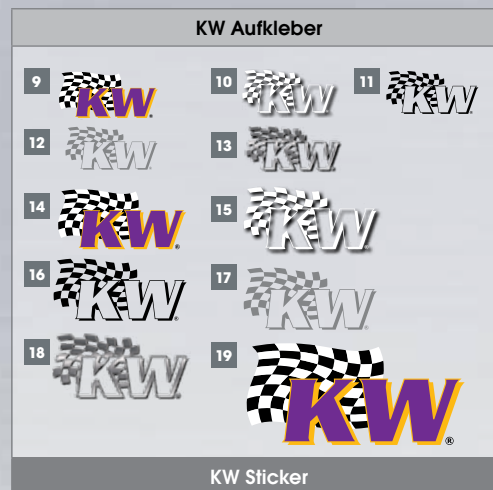 KW Aufkleber
9 KW® 10 KW 11 KW
12 KW 13 KW
14 KW® 15 KW
16 KW 17 KW
18 KW 19 KW®
KW Sticker